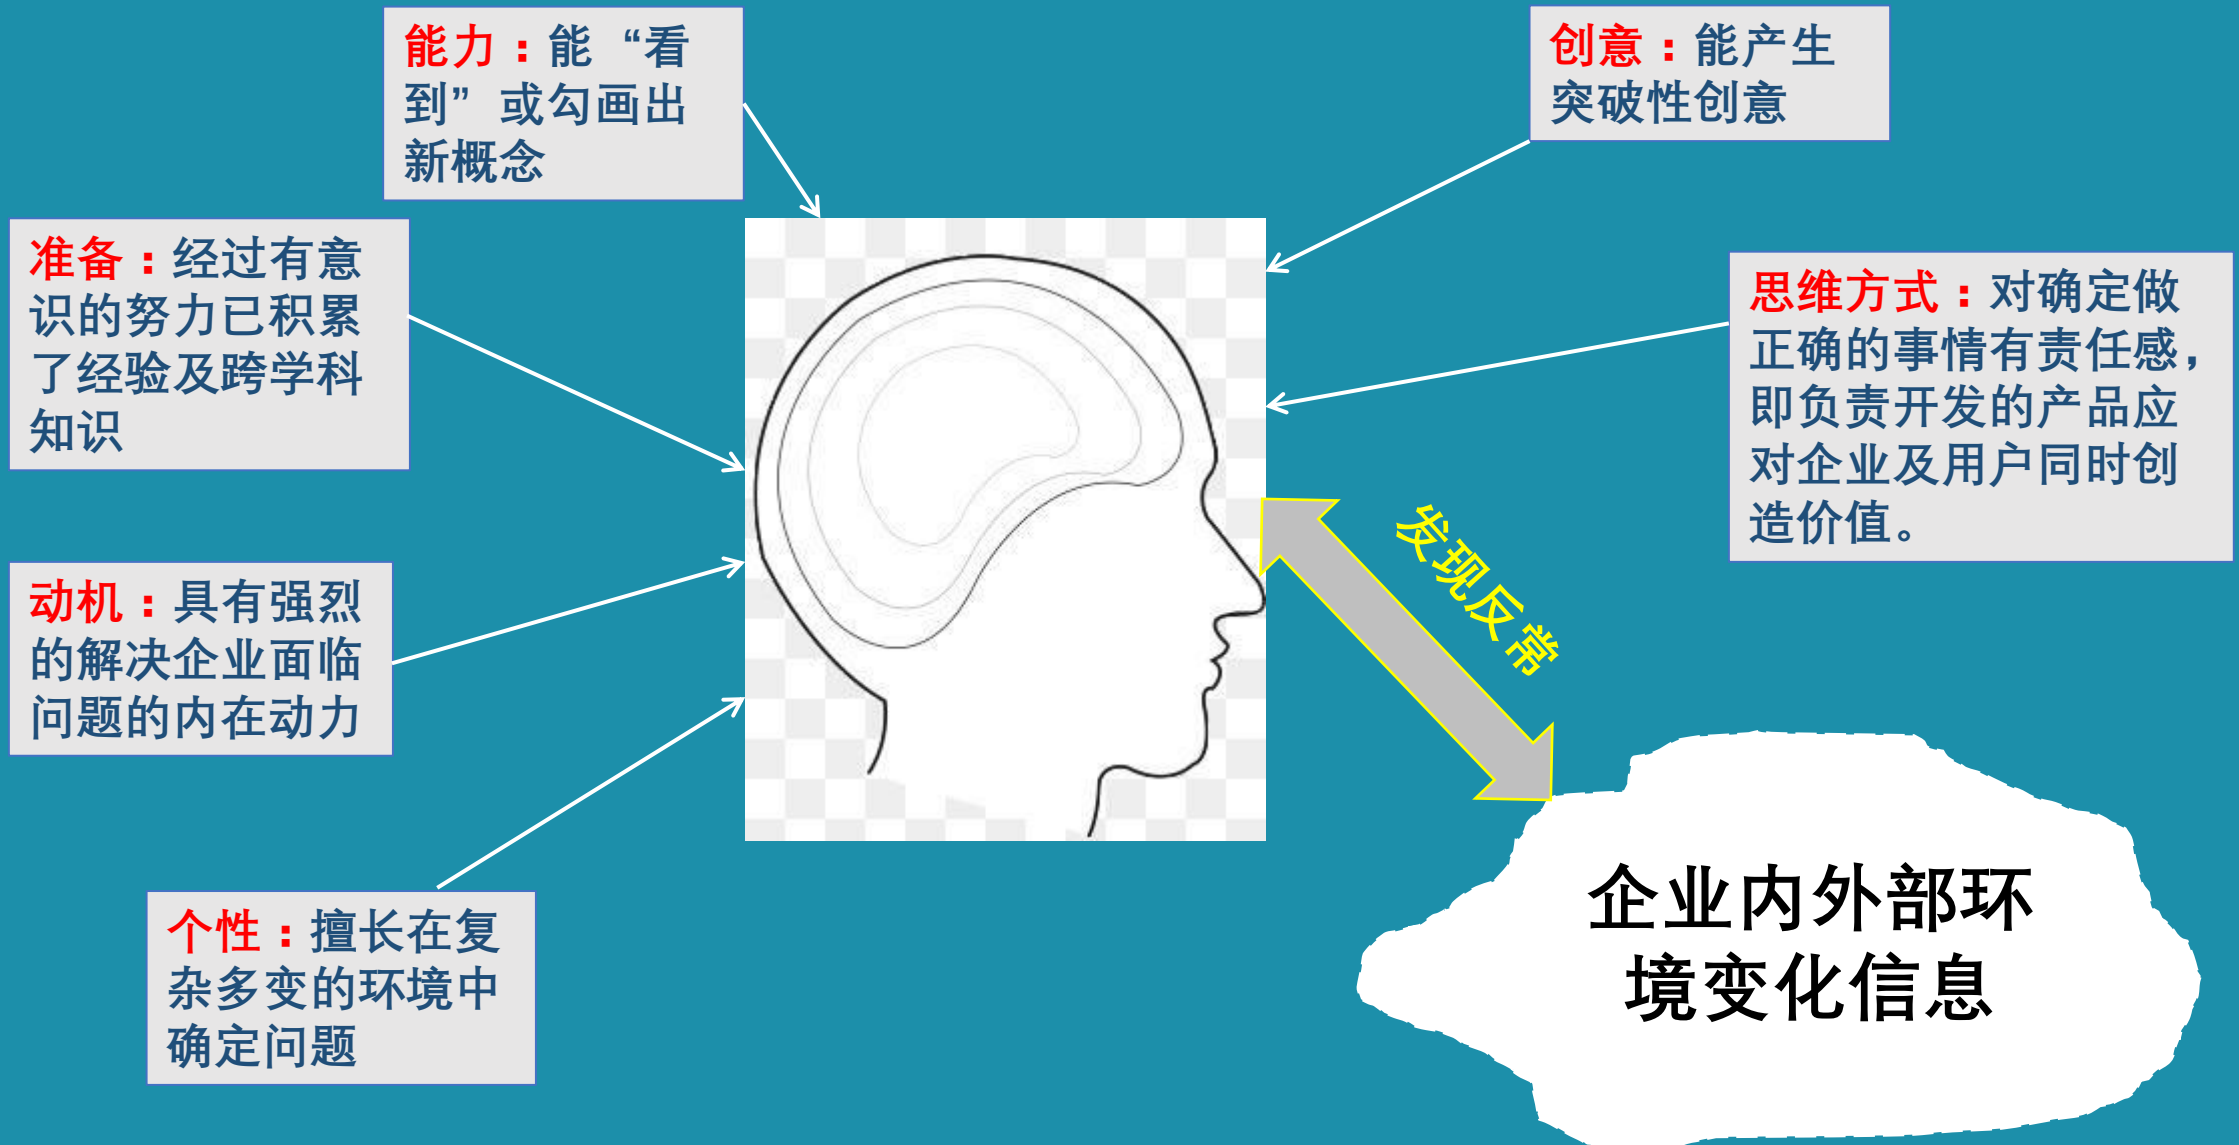 能力：能 “看
到” 或勾画出
新概念
创意：能产生
突破性创意
准备：经过有意
识的努力已积累
了经验及跨学科
知识
思维方式：对确定做
正确的事情有责任感，
即负责开发的产品应
对企业及用户同时创
造价值。
发现反常
动机：具有强烈
的解决企业面临
问题的内在动力
个性：擅长在复
杂多变的环境中
确定问题
企业内外部环
境变化信息